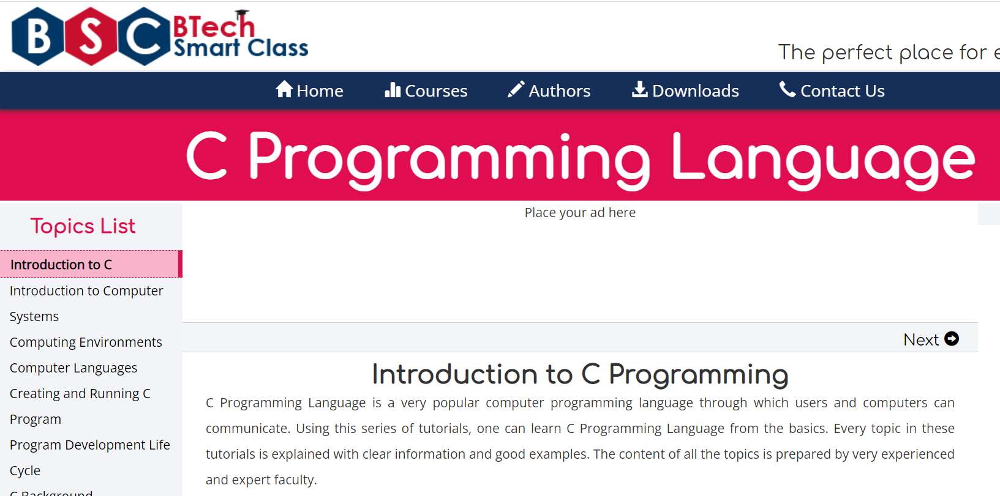 BSC BTech
Smart Class
The perfect place for
Home Courses Authors Downloads Contact Us
C Programming Language
Topics List
Introduction to C
Introduction to Computer
Systems
Computing Environments
Computer Languages
Creating and Running C
Program
Program Development Life
Cycle
C Background
Place your ad here
Next
Introduction to C Programming
C Programming Language is a very popular computer programming language through which users and computers can
communicate. Using this series of tutorials, one can learn C Programming Language from the basics. Every topic in these
tutorials is explained with clear information and good examples. The content of all the topics is prepared by very experienced
and expert faculty.